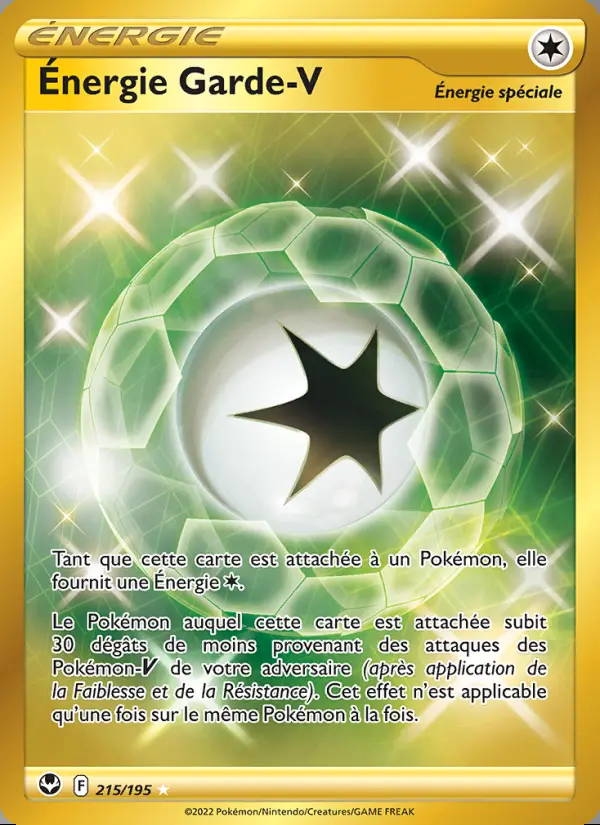 ÉNERGIE
Énergie Garde-V
Énergie spéciale
Tant que cette carte est attachée à un Pokémon, elle
fournit une Énergie.
Le Pokémon auquel cette carte est attachée subit
30 dégâts de moins provenant des attaques des
Pokémon-V de votre adversaire (après application de
la Faiblesse et de la Résistance). Cet effet n'est applicable
qu'une fois sur le même Pokémon à la fois.
F 215/195
©2022 Pokémon/Nintendo/Creatures/GAME FREAK